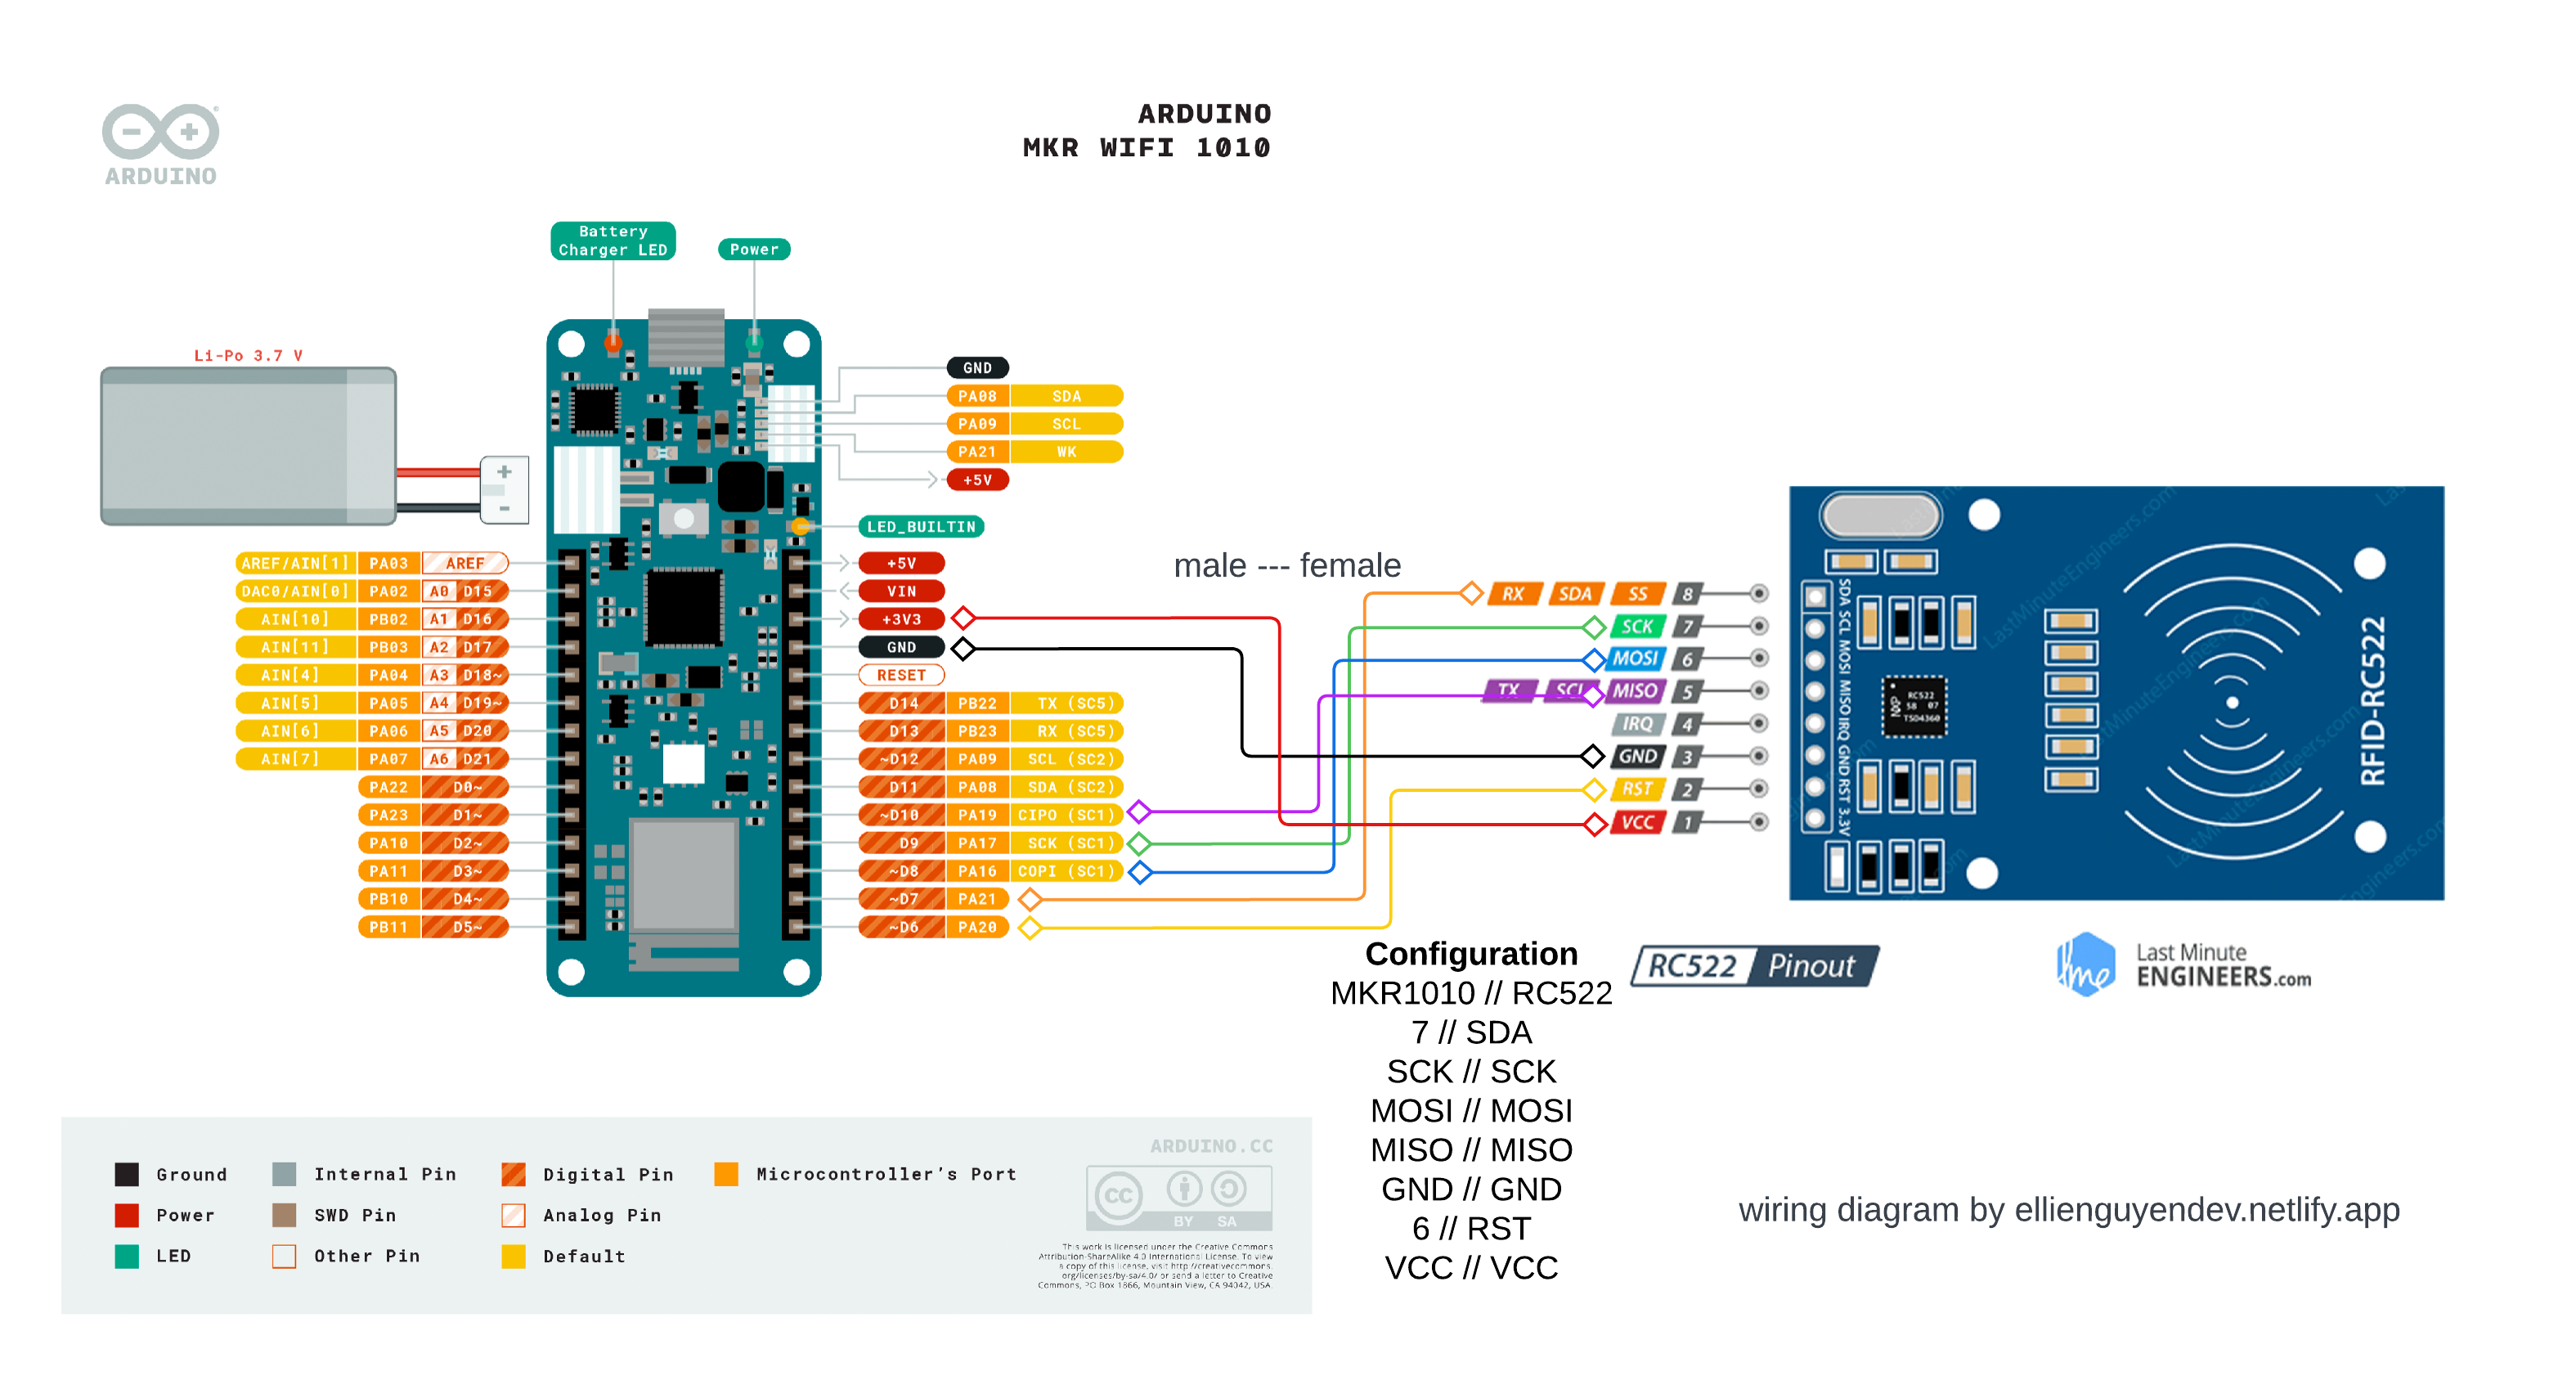 ARDUINO
MKR WIFI 1010
ARDUINO
Battery
Charger LED
Power
Li-Po 3.7 V
+
-
GND
PA08 SDA
PA09 SCL
PA21 WK
+5V
LED_BUILTIN
AREF/AIN[1] PA03 AREF
DAC0/AIN[0] PA02 A0 D15
AIN[10] PB02 A1 D16
AIN[11] PB03 A2 D17
AIN[4] PA04 A3 D18~
AIN[5] PA05 A4 D19~
AIN[6] PA06 A5 D20
AIN[7] PA07 A6 D21
PA22 D0~
PA23 D1~
PA10 D2~
PA11 D3~
PB10 D4~
PB11 D5~
+5V
VIN
+3V3
GND
RESET
D14 PB22 TX (SC5)
D13 PB23 RX (SC5)
~D12 PA09 SCL (SC2)
D11 PA08 SDA (SC2)
~D10 PA19 CIPO (SC1)
D9 PA17 SCK (SC1)
~D8 PA16 COPI (SC1)
~D7 PA21
~D6 PA20
male --- female
RX SDA SS 8
SCK 7
MOSI 6
TX SCL MISO 5
IRQ 4
GND 3
RST 2
VCC 1
SDA SCL MOSI MISO IRQ GND RST 3.3V
NXP
RC522
58 07
TSD4360
RFID-RC522
LastMinuteEngineers.com
Configuration
MKR1010 // RC522
7 // SDA
SCK // SCK
MOSI // MOSI
MISO // MISO
GND // GND
6 // RST
VCC // VCC
RC522 Pinout
lme
Last Minute
ENGINEERS.com
wiring diagram by ellienguyendev.netlify.app
Ground
Power
LED
Internal Pin
SWD Pin
Other Pin
Digital Pin
Analog Pin
Default
Microcontroller's Port
ARDUINO.CC
CC
BY SA
This work is licensed under the Creative Commons
Attribution-ShareAlike 4.0 International License. To view
a copy of this license, visit http://creativecommons.
org/licenses/by-sa/4.0/ or send a letter to Creative
Commons, PO Box 1866, Mountain View, CA 94042, USA.